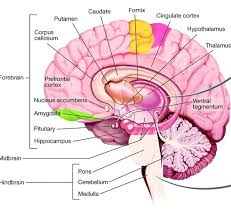 Caudate
Fornix
Putamen
Cingulate cortex
Corpus
callosum
Hypothalamus
Thalamus
Forebrain
Prefrontal
cortex
Nucleus accumbens
Ventral
tegmentum
Amygdala
Pituitary
Hippocampus
Midbrain
Hindbrain
Pons
Cerebellum
Medulla